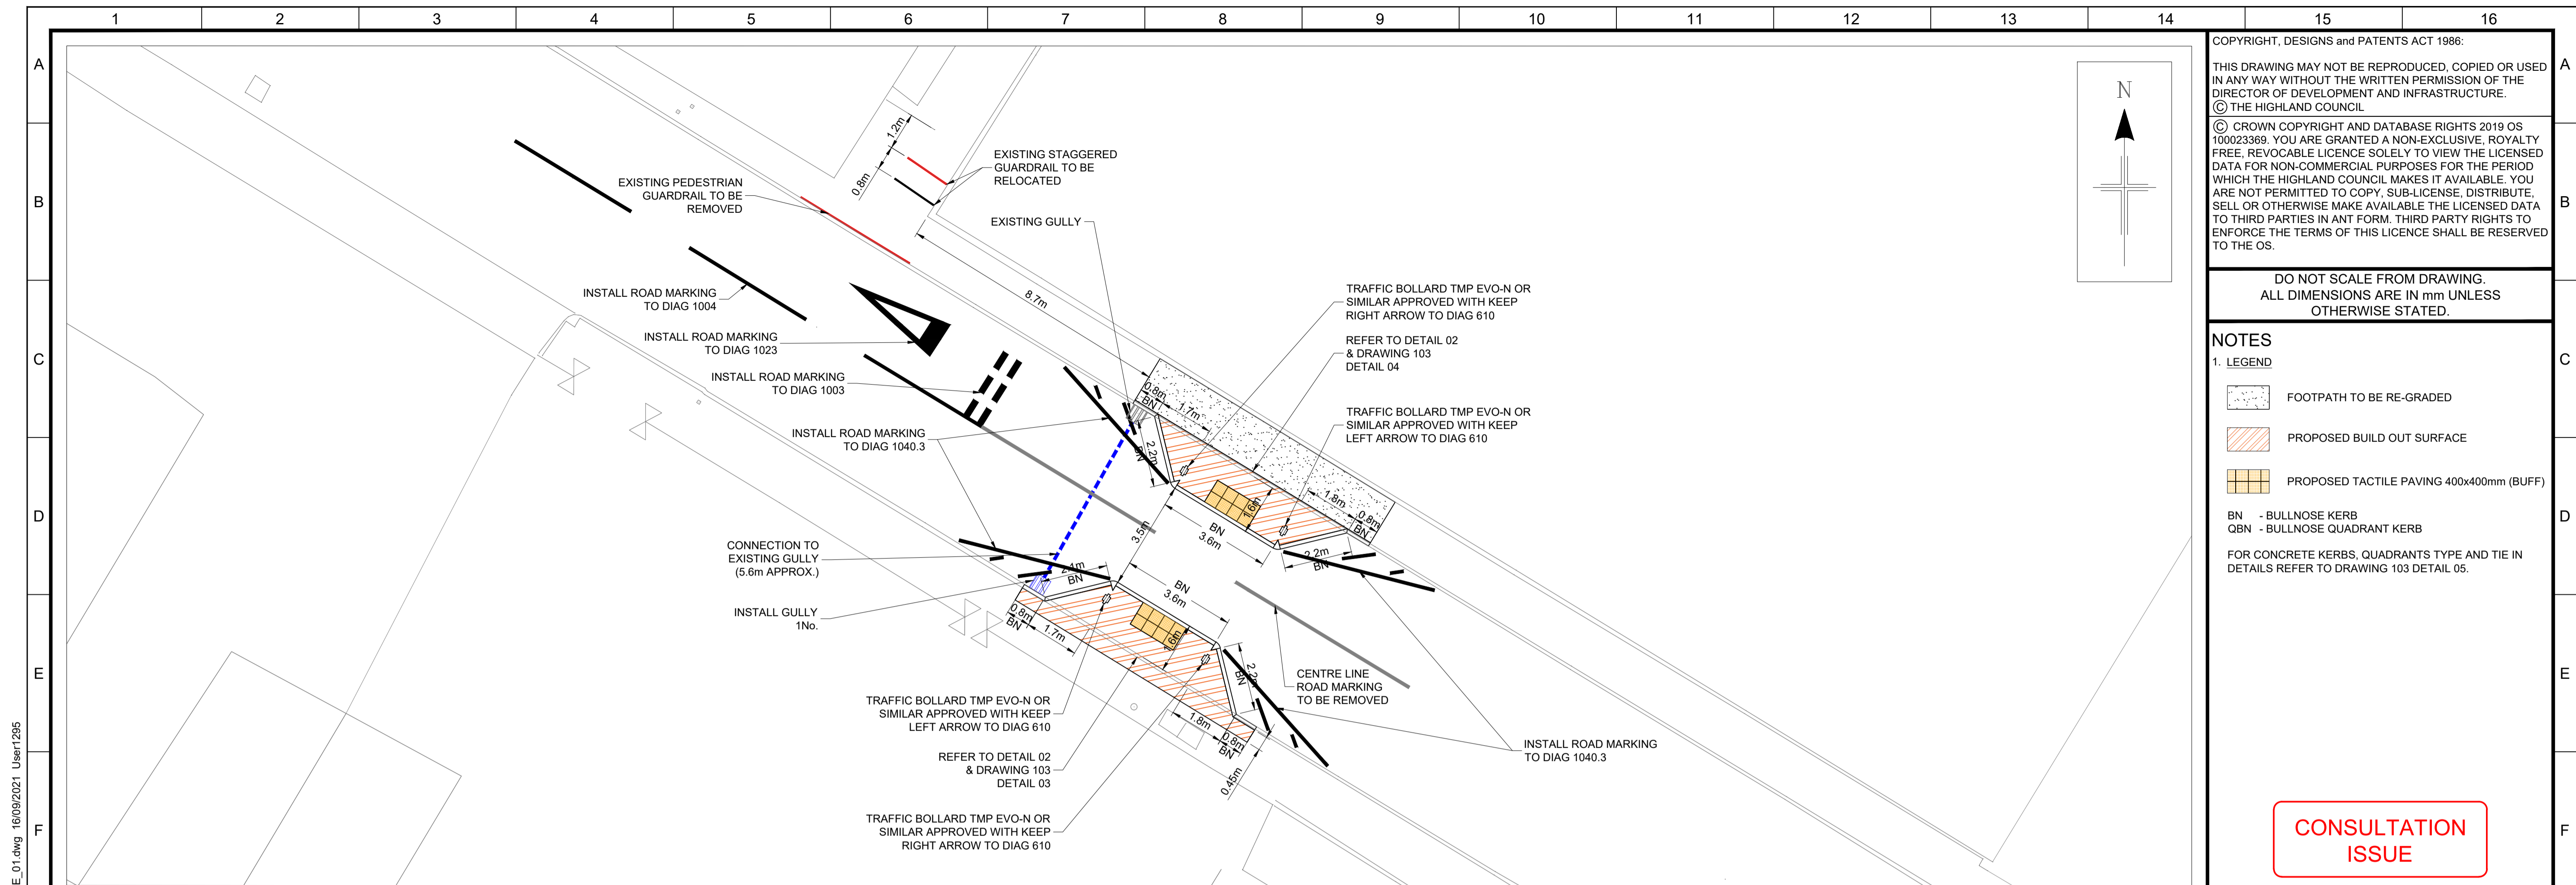 1 2 3 4 5 6 7 8 9 10 11 12 13 14 15 16
A
B
C
D
E
F
A
B
C
D
E
F
E_01.dwg 16/09/2021 User1295
1.2m
0.8m
EXISTING STAGGERED
GUARDRAIL TO BE
RELOCATED
EXISTING PEDESTRIAN
GUARDRAIL TO BE
REMOVED
EXISTING GULLY
8.7m
INSTALL ROAD MARKING
TO DIAG 1004
INSTALL ROAD MARKING
TO DIAG 1023
INSTALL ROAD MARKING
TO DIAG 1003
INSTALL ROAD MARKING
TO DIAG 1040.3
TRAFFIC BOLLARD TMP EVO-N OR
SIMILAR APPROVED WITH KEEP
RIGHT ARROW TO DIAG 610
REFER TO DETAIL 02
& DRAWING 103
DETAIL 04
TRAFFIC BOLLARD TMP EVO-N OR
SIMILAR APPROVED WITH KEEP
LEFT ARROW TO DIAG 610
0.8m
BN
1.7m
2.2m
BN
1.6m
1.8m
0.8m
BN
BN
3.6m
2.2m
BN
3.5m
CONNECTION TO
EXISTING GULLY
(5.6m APPROX.)
INSTALL GULLY
1No.
2.1m
BN
BN
3.6m
0.8m
BN
1.7m
1.6m
2.2m
BN
1.8m
0.8m
BN
0.45m
CENTRE LINE
ROAD MARKING
TO BE REMOVED
TRAFFIC BOLLARD TMP EVO-N OR
SIMILAR APPROVED WITH KEEP
LEFT ARROW TO DIAG 610
REFER TO DETAIL 02
& DRAWING 103
DETAIL 03
TRAFFIC BOLLARD TMP EVO-N OR
SIMILAR APPROVED WITH KEEP
RIGHT ARROW TO DIAG 610
INSTALL ROAD MARKING
TO DIAG 1040.3
N
COPYRIGHT, DESIGNS and PATENTS ACT 1986:
THIS DRAWING MAY NOT BE REPRODUCED, COPIED OR USED
IN ANY WAY WITHOUT THE WRITTEN PERMISSION OF THE
DIRECTOR OF DEVELOPMENT AND INFRASTRUCTURE.
© THE HIGHLAND COUNCIL
© CROWN COPYRIGHT AND DATABASE RIGHTS 2019 OS
100023369. YOU ARE GRANTED A NON-EXCLUSIVE, ROYALTY
FREE, REVOCABLE LICENCE SOLELY TO VIEW THE LICENSED
DATA FOR NON-COMMERCIAL PURPOSES FOR THE PERIOD
WHICH THE HIGHLAND COUNCIL MAKES IT AVAILABLE. YOU
ARE NOT PERMITTED TO COPY, SUB-LICENSE, DISTRIBUTE,
SELL OR OTHERWISE MAKE AVAILABLE THE LICENSED DATA
TO THIRD PARTIES IN ANT FORM. THIRD PARTY RIGHTS TO
ENFORCE THE TERMS OF THIS LICENCE SHALL BE RESERVED
TO THE OS.
DO NOT SCALE FROM DRAWING.
ALL DIMENSIONS ARE IN mm UNLESS
OTHERWISE STATED.
NOTES
1. LEGEND
FOOTPATH TO BE RE-GRADED
PROPOSED BUILD OUT SURFACE
PROPOSED TACTILE PAVING 400x400mm (BUFF)
BN - BULLNOSE KERB
QBN - BULLNOSE QUADRANT KERB
FOR CONCRETE KERBS, QUADRANTS TYPE AND TIE IN
DETAILS REFER TO DRAWING 103 DETAIL 05.
CONSULTATION
ISSUE